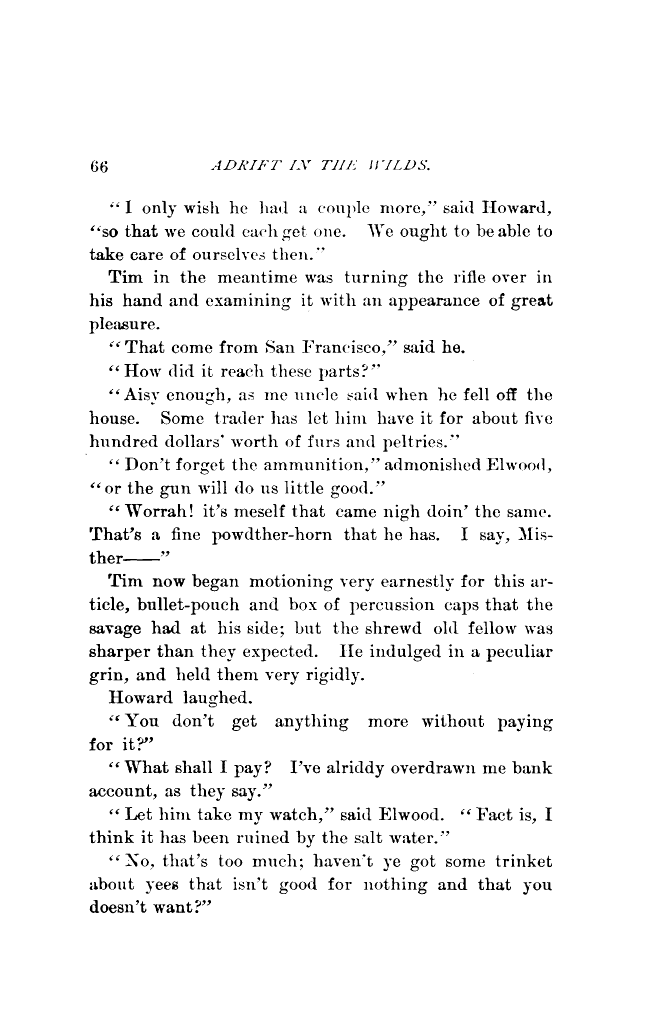 66 ADRIFT IN THE WILDS.
“I only wish he had a couple more,” said Howard,
“so that we could each get one. We ought to be able to
take care of ourselves then.”
Tim in the meantime was turning the rifle over in
his hand and examining it with an appearance of great
pleasure.
“That come from San Francisco,” said he.
“How did it reach these parts?”
“Aisy enough, as me uncle said when he fell off the
house. Some trader has let him have it for about five
hundred dollars' worth of furs and peltries.”
“Don't forget the ammunition,” admonished Elwood,
“or the gun will do us little good.”
“Worrah! it's meself that came nigh doin' the same.
That's a fine powdther-horn that he has. I say, Mis-
ther——”
Tim now began motioning very earnestly for this ar-
ticle, bullet-pouch and box of percussion caps that the
savage had at his side; but the shrewd old fellow was
sharper than they expected. He indulged in a peculiar
grin, and held them very rigidly.
Howard laughed.
“You don't get anything more without paying
for it?”
“What shall I pay? I've alriddy overdrawn me bank
account, as they say.”
“Let him take my watch,” said Elwood. “Fact is, I
think it has been ruined by the salt water.”
“No, that's too much; haven't ye got some trinket
about yees that isn't good for nothing and that you
doesn't want?”